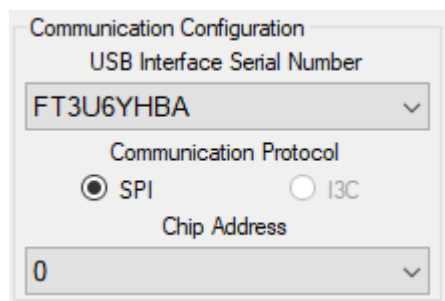 Communication Configuration
USB Interface Serial Number
FT3U6YHBA
Communication Protocol
SPI I3C
Chip Address
0